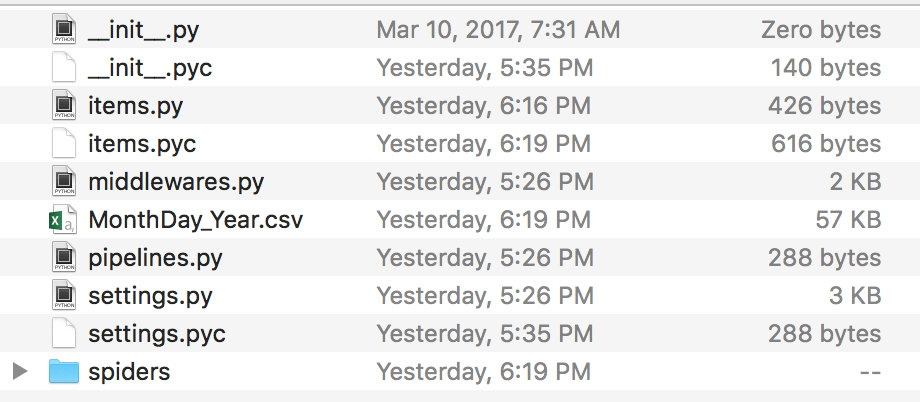 __init__.py Mar 10, 2017, 7:31 AM Zero bytes
__init__.pyc Yesterday, 5:35 PM 140 bytes
items.py Yesterday, 6:16 PM 426 bytes
items.pyc Yesterday, 6:19 PM 616 bytes
middlewares.py Yesterday, 5:26 PM 2 KB
MonthDay_Year.csv Yesterday, 6:19 PM 57 KB
pipelines.py Yesterday, 5:26 PM 288 bytes
settings.py Yesterday, 5:26 PM 3 KB
settings.pyc Yesterday, 5:35 PM 288 bytes
spiders Yesterday, 6:19 PM --